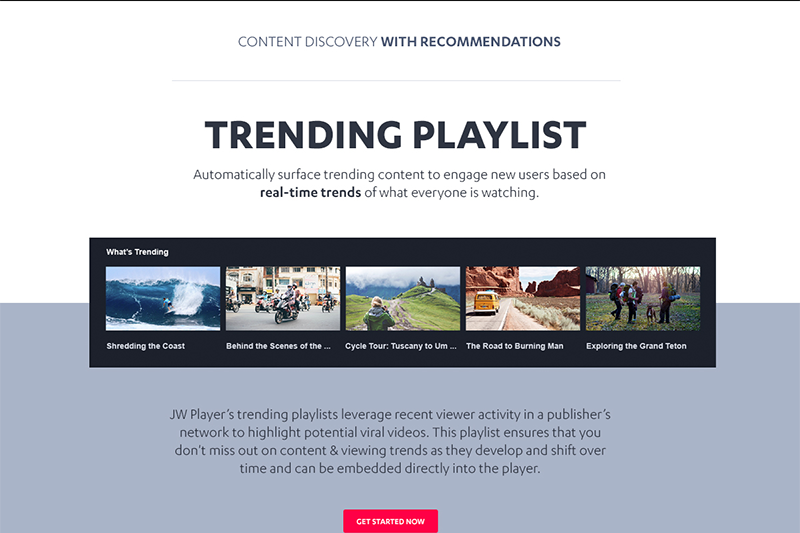 CONTENT DISCOVERY WITH RECOMMENDATIONS
TRENDING PLAYLIST
Automatically surface trending content to engage new users based on
real-time trends of what everyone is watching.
What's Trending
Shredding the Coast
Behind the Scenes of the ...
Cycle Tour: Tuscany to Um ...
The Road to Burning Man
Exploring the Grand Teton
JW Player’s trending playlists leverage recent viewer activity in a publisher’s
network to highlight potential viral videos. This playlist ensures that you
don’t miss out on content & viewing trends as they develop and shift over
time and can be embedded directly into the player.
GET STARTED NOW